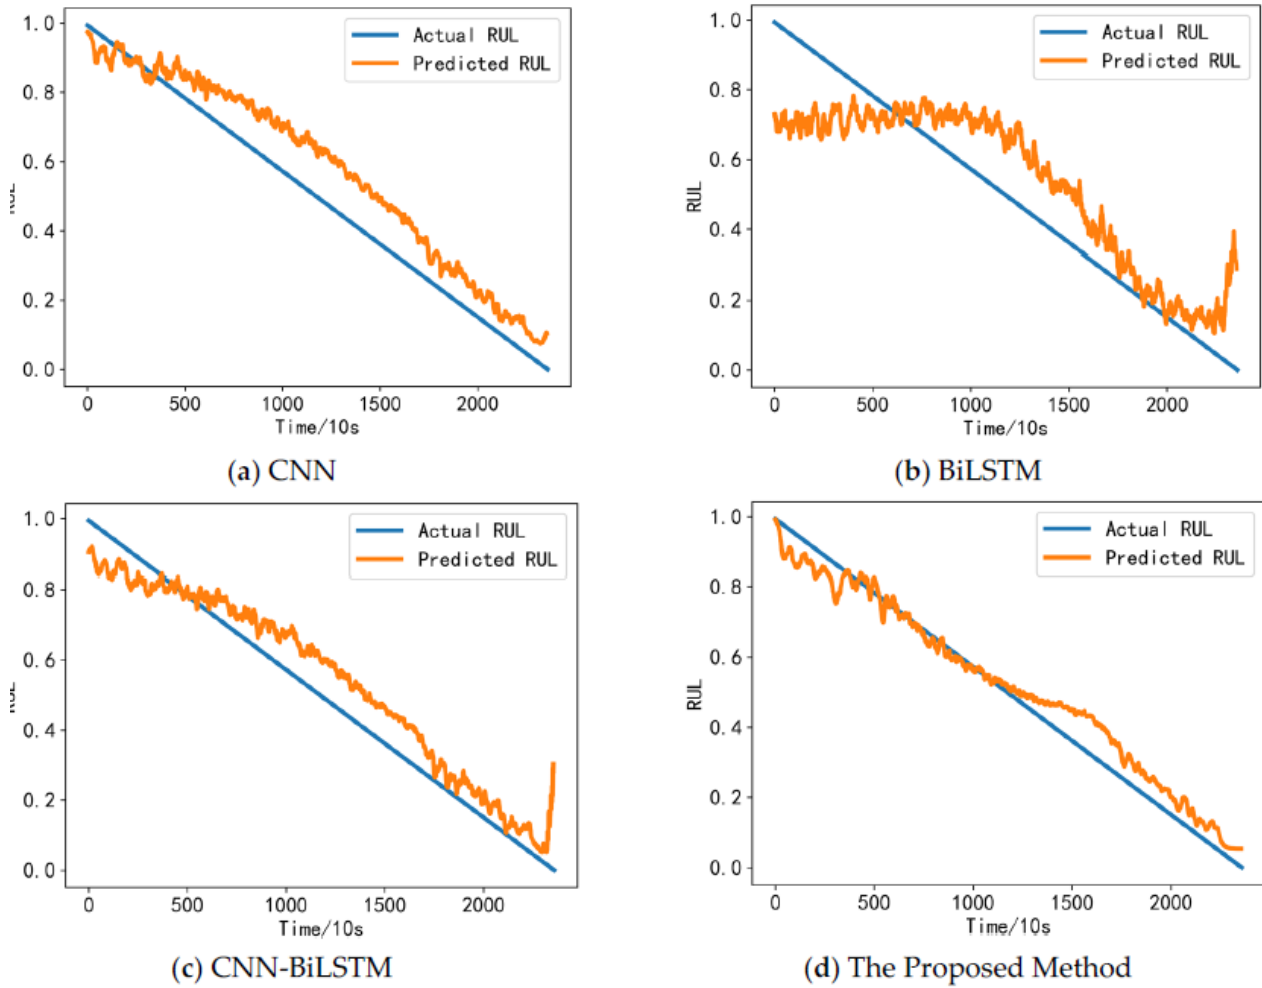 Actual RUL
Predicted RUL
1.0
0.8
0.6
0.4
0.2
0.0
RUL
0
500
1000
1500
2000
Time/10s
(a) CNN
Actual RUL
Predicted RUL
1.0
0.8
0.6
0.4
0.2
0.0
RUL
0
500
1000
1500
2000
Time/10s
(b) BiLSTM
Actual RUL
Predicted RUL
1.0
0.8
0.6
0.4
0.2
0.0
RUL
0
500
1000
1500
2000
Time/10s
(c) CNN-BiLSTM
Actual RUL
Predicted RUL
1.0
0.8
0.6
0.4
0.2
0.0
RUL
0
500
1000
1500
2000
Time/10s
(d) The Proposed Method